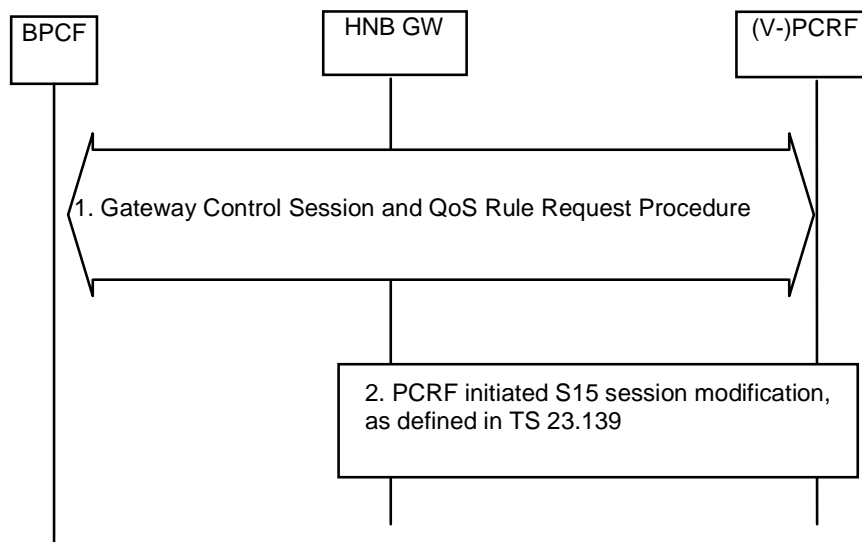 BPCF
HNB GW
(V-)PCRF
1. Gateway Control Session and QoS Rule Request Procedure
2. PCRF initiated S15 session modification,
as defined in TS 23.139